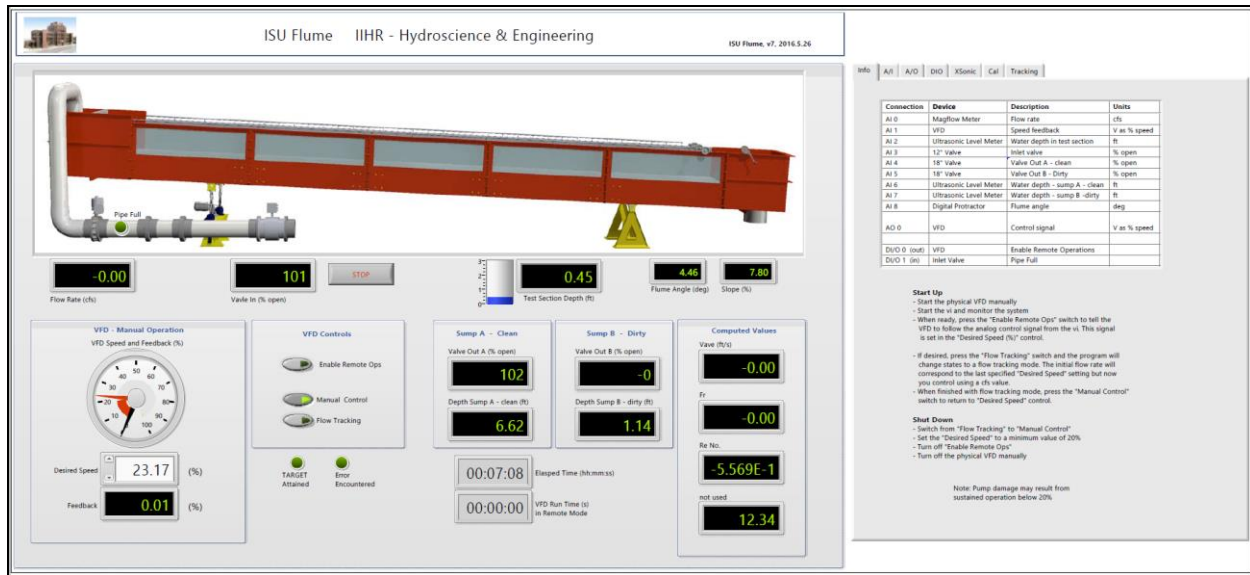 ISU Flume IIHR - Hydroscience & Engineering
ISU Flume, v7, 2016.5.26
Pipe Full
-0.00
Flow Rate (cfs)
101
Vavle In (% open)
STOP
3
2
1
0
0.45
Test Section Depth (ft)
4.46
Flume Angle (deg)
7.80
Slope (%)
VFD - Manual Operation
VFD Speed and Feedback (%)
0
10
20
30
40
50
60
70
80
90
100
Desired Speed
23.17
(%)
Feedback
0.01
(%)
VFD Controls
Enable Remote Ops
Manual Control
Flow Tracking
TARGET
Attained
Error
Encountered
Sump A - Clean
Valve Out A (% open)
102
Depth Sump A - clean (ft)
6.62
Sump B - Dirty
Valve Out B (% open)
-0
Depth Sump B - dirty (ft)
1.14
00:07:08
Elasped Time (hh:mm:ss)
00:00:00
VFD Run Time (s)
in Remote Mode
Computed Values
Vave (ft/s)
-0.00
Fr
-0.00
Re No.
-5.569E-1
not used
12.34
Info A/I A/O DIO XSonic Cal Tracking
Connection Device Description Units
AI 0 Magflow Meter Flow rate cfs
AI 1 VFD Speed feedback V as % speed
AI 2 Ultrasonic Level Meter Water depth in test section ft
AI 3 12" Valve Inlet valve % open
AI 4 18" Valve Valve Out A - clean % open
AI 5 18" Valve Valve Out B - Dirty % open
AI 6 Ultrasonic Level Meter Water depth - sump A - clean ft
AI 7 Ultrasonic Level Meter Water depth - sump B -dirty ft
AI 8 Digital Protractor Flume angle deg
AO 0 VFD Control signal V as % speed
DI/O 0 (out) VFD Enable Remote Operations
DI/O 1 (in) Inlet Valve Pipe Full
Start Up
- Start the physical VFD manually
- Start the vi and monitor the system
- When ready, press the "Enable Remote Ops" switch to tell the
VFD to follow the analog control signal from the vi. This signal
is set in the "Desired Speed (%)" control.
- If desired, press the "Flow Tracking" switch and the program will
change states to a flow tracking mode. The initial flow rate will
correspond to the last specified "Desired Speed" setting but now
you control using a cfs value.
- When finished with flow tracking mode, press the "Manual Control"
switch to return to "Desired Speed" control.
Shut Down
- Switch from "Flow Tracking" to "Manual Control"
- Set the "Desired Speed" to a minimum value of 20%
- Turn off "Enable Remote Ops"
- Turn off the physical VFD manually
Note: Pump damage may result from
sustained operation below 20%